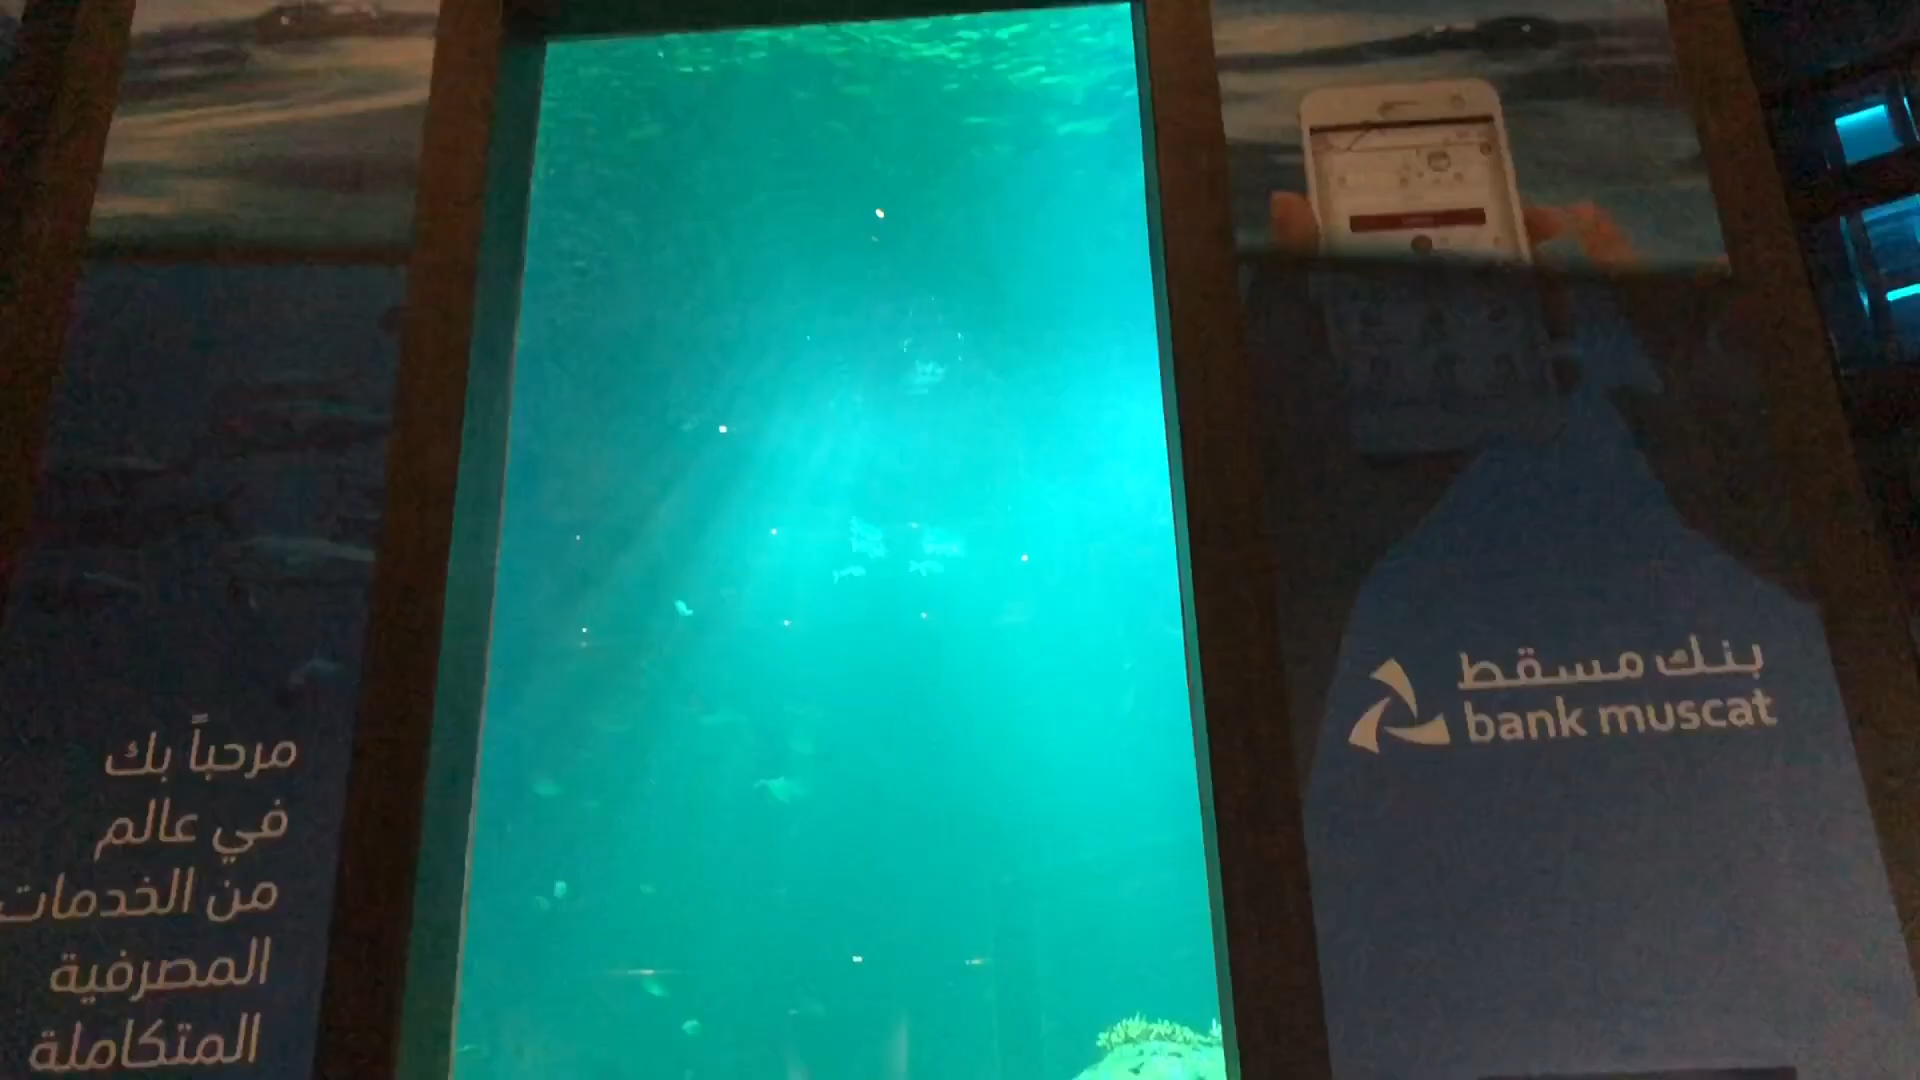 مرحباً بك
في عالم
من الخدمات
المصرفية
المتكاملة
بنك مسقط
bank muscat